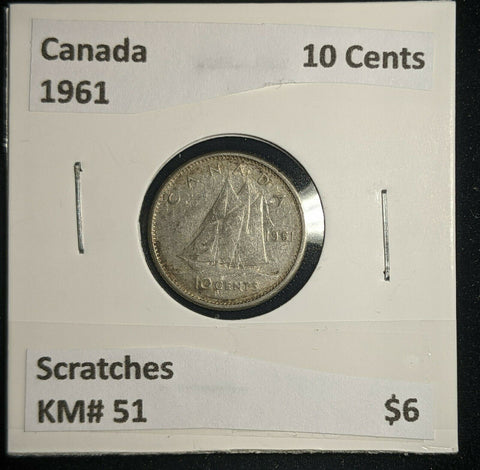 Canada 10 Cents
1961
CANADA
1961
10 CENTS
Scratches
KM# 51 $6